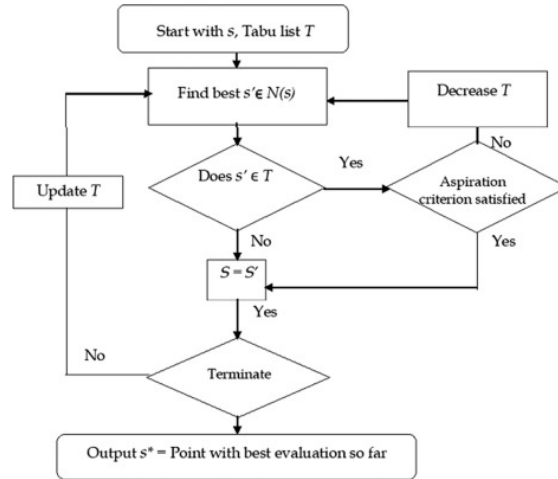 Start with s, Tabu list T
Find best s'ϵ N(s)
Decrease T
No
Does s' ϵ T
Yes
Aspiration
criterion satisfied
Update T
No
Yes
S = S'
Yes
No
Terminate
Output s* = Point with best evaluation so far